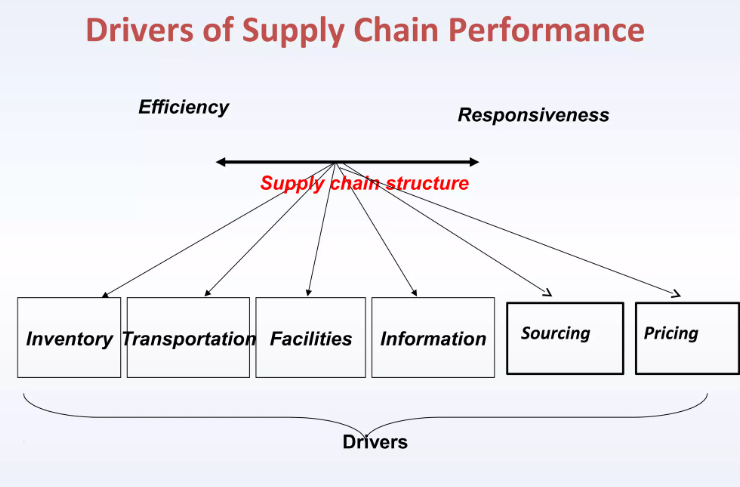 Drivers of Supply Chain Performance
Efficiency
Responsiveness
Supply chain structure
Inventory
Transportation
Facilities
Information
Sourcing
Pricing
Drivers